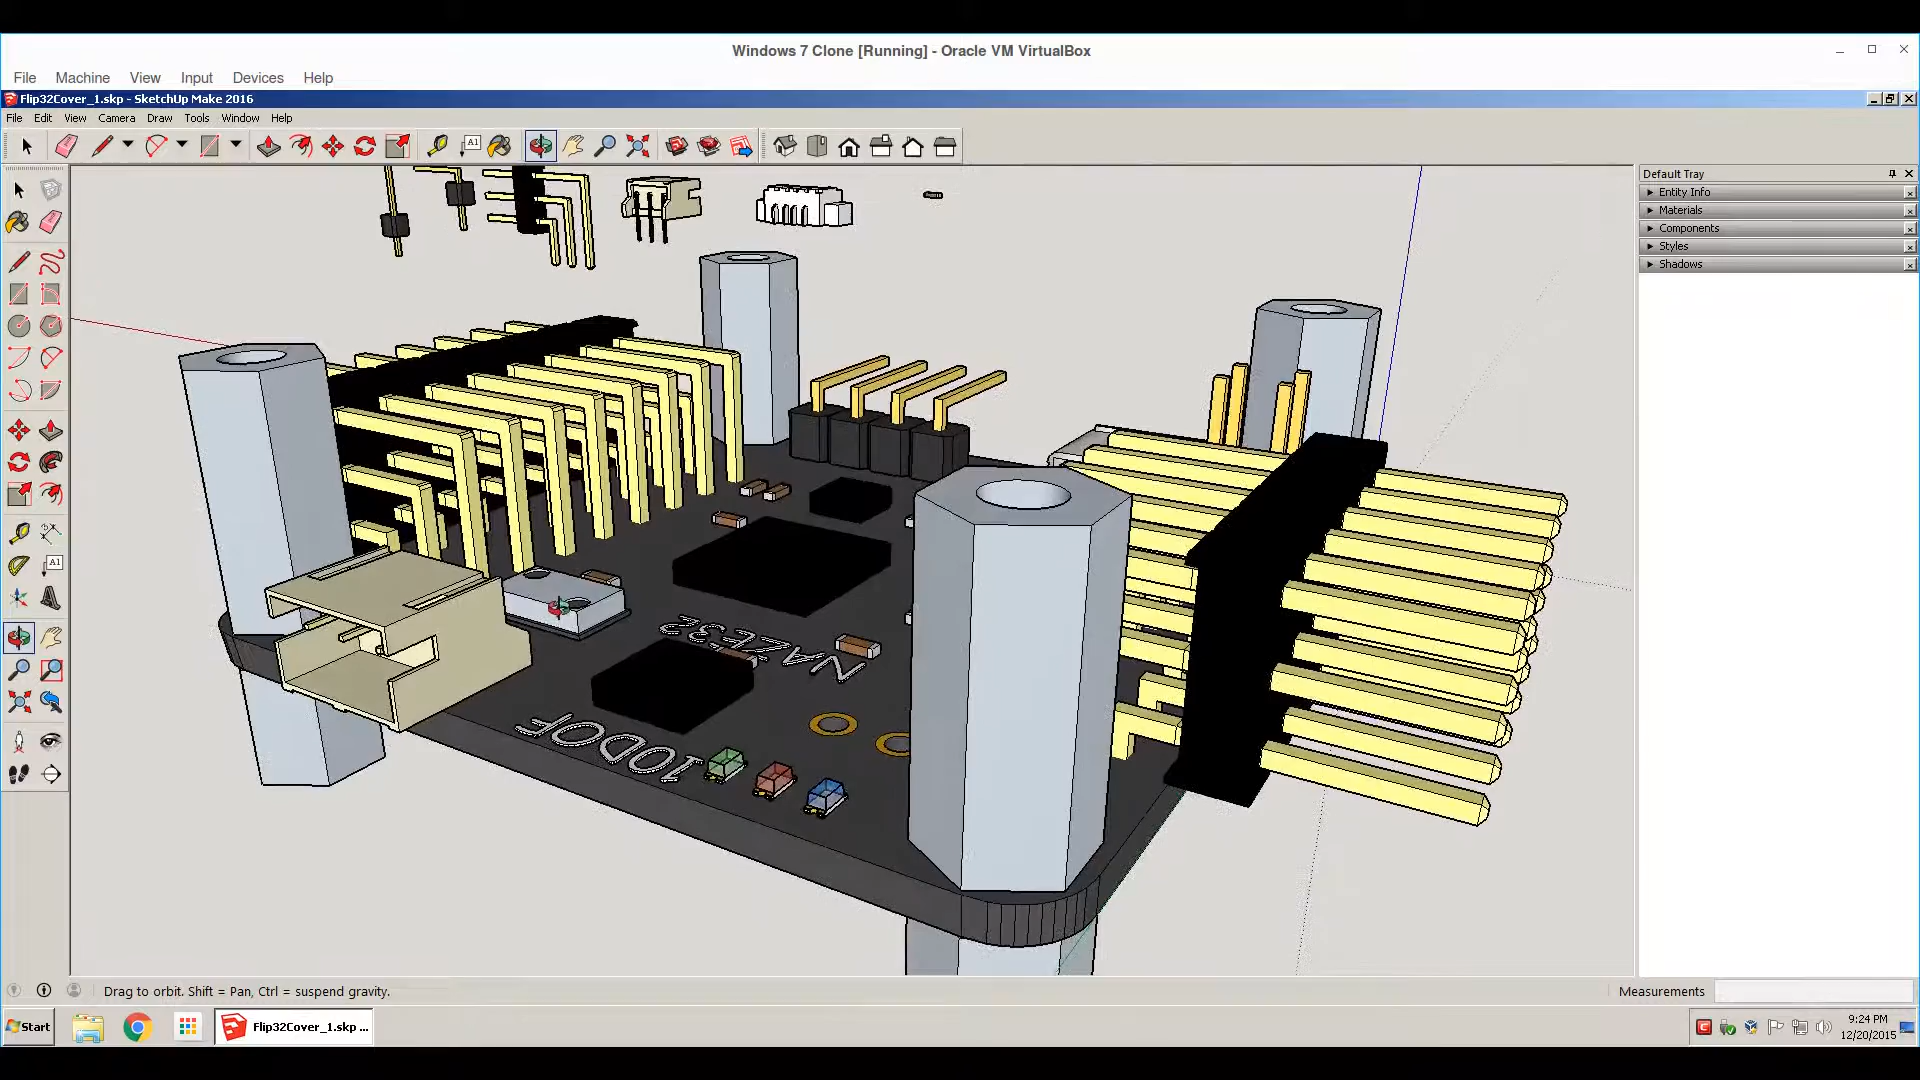 Windows 7 Clone [Running] - Oracle VM VirtualBox
File Machine View Input Devices Help
Flip32Cover_1.skp - SketchUp Make 2016
File Edit View Camera Draw Tools Window Help
A1
Default Tray
Entity Info
Materials
Components
Styles
Shadows
A1
NAZE32
10DOF
Drag to orbit. Shift = Pan, Ctrl = suspend gravity.
Measurements
Start
Flip32Cover_1.skp ...
9:24 PM
12/20/2015